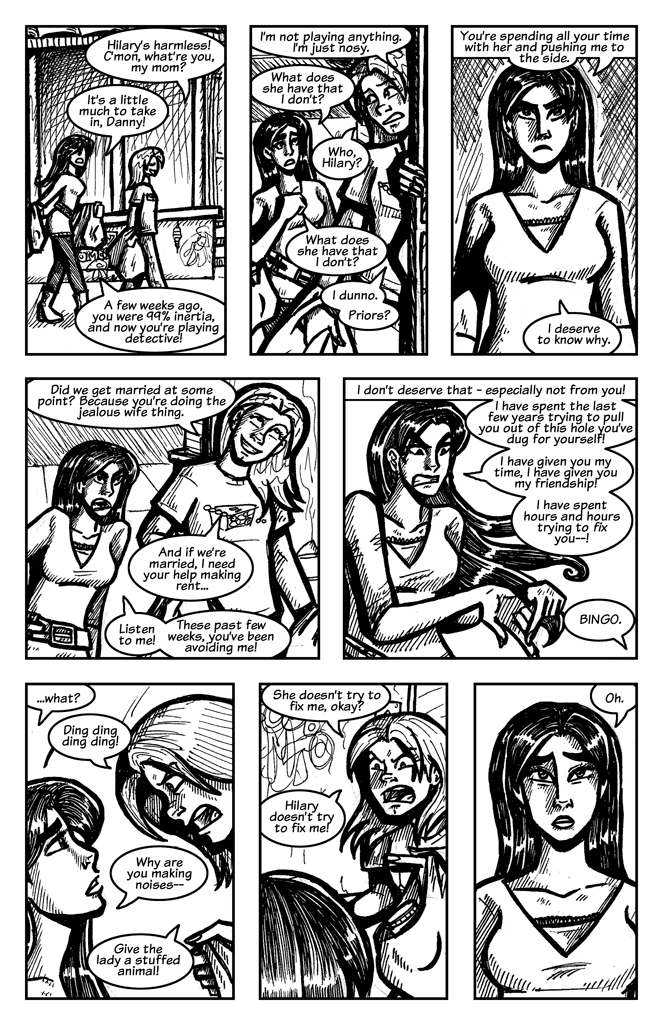 Hilary's harmless!
C'mon, what're you,
my mom?
It's a little
much to take
in, Danny!
A few weeks ago,
you were 99% inertia,
and now you're playing
detective!
I'm not playing anything.
I'm just nosy.
What does
she have that
I don't?
Who,
Hilary?
What does
she have that
I don't?
I dunno.
Priors?
You're spending all your time
with her and pushing me to
the side.
I deserve
to know why.
Did we get married at some
point? Because you're doing the
jealous wife thing.
And if we're
married, I need
your help making
rent...
Listen
to me!
These past few
weeks, you've been
avoiding me!
I don't deserve that - especially not from you!
I have spent the last
few years trying to pull
you out of this hole you've
dug for yourself!
I have given you my
time, I have given you
my friendship!
I have spent
hours and hours
trying to fix
you--!
BINGO.
...what?
Ding ding
ding ding!
Why are
you making
noises--
Give the
lady a stuffed
animal!
She doesn't try to
fix me, okay?
Hilary
doesn't try
to fix me!
Oh.